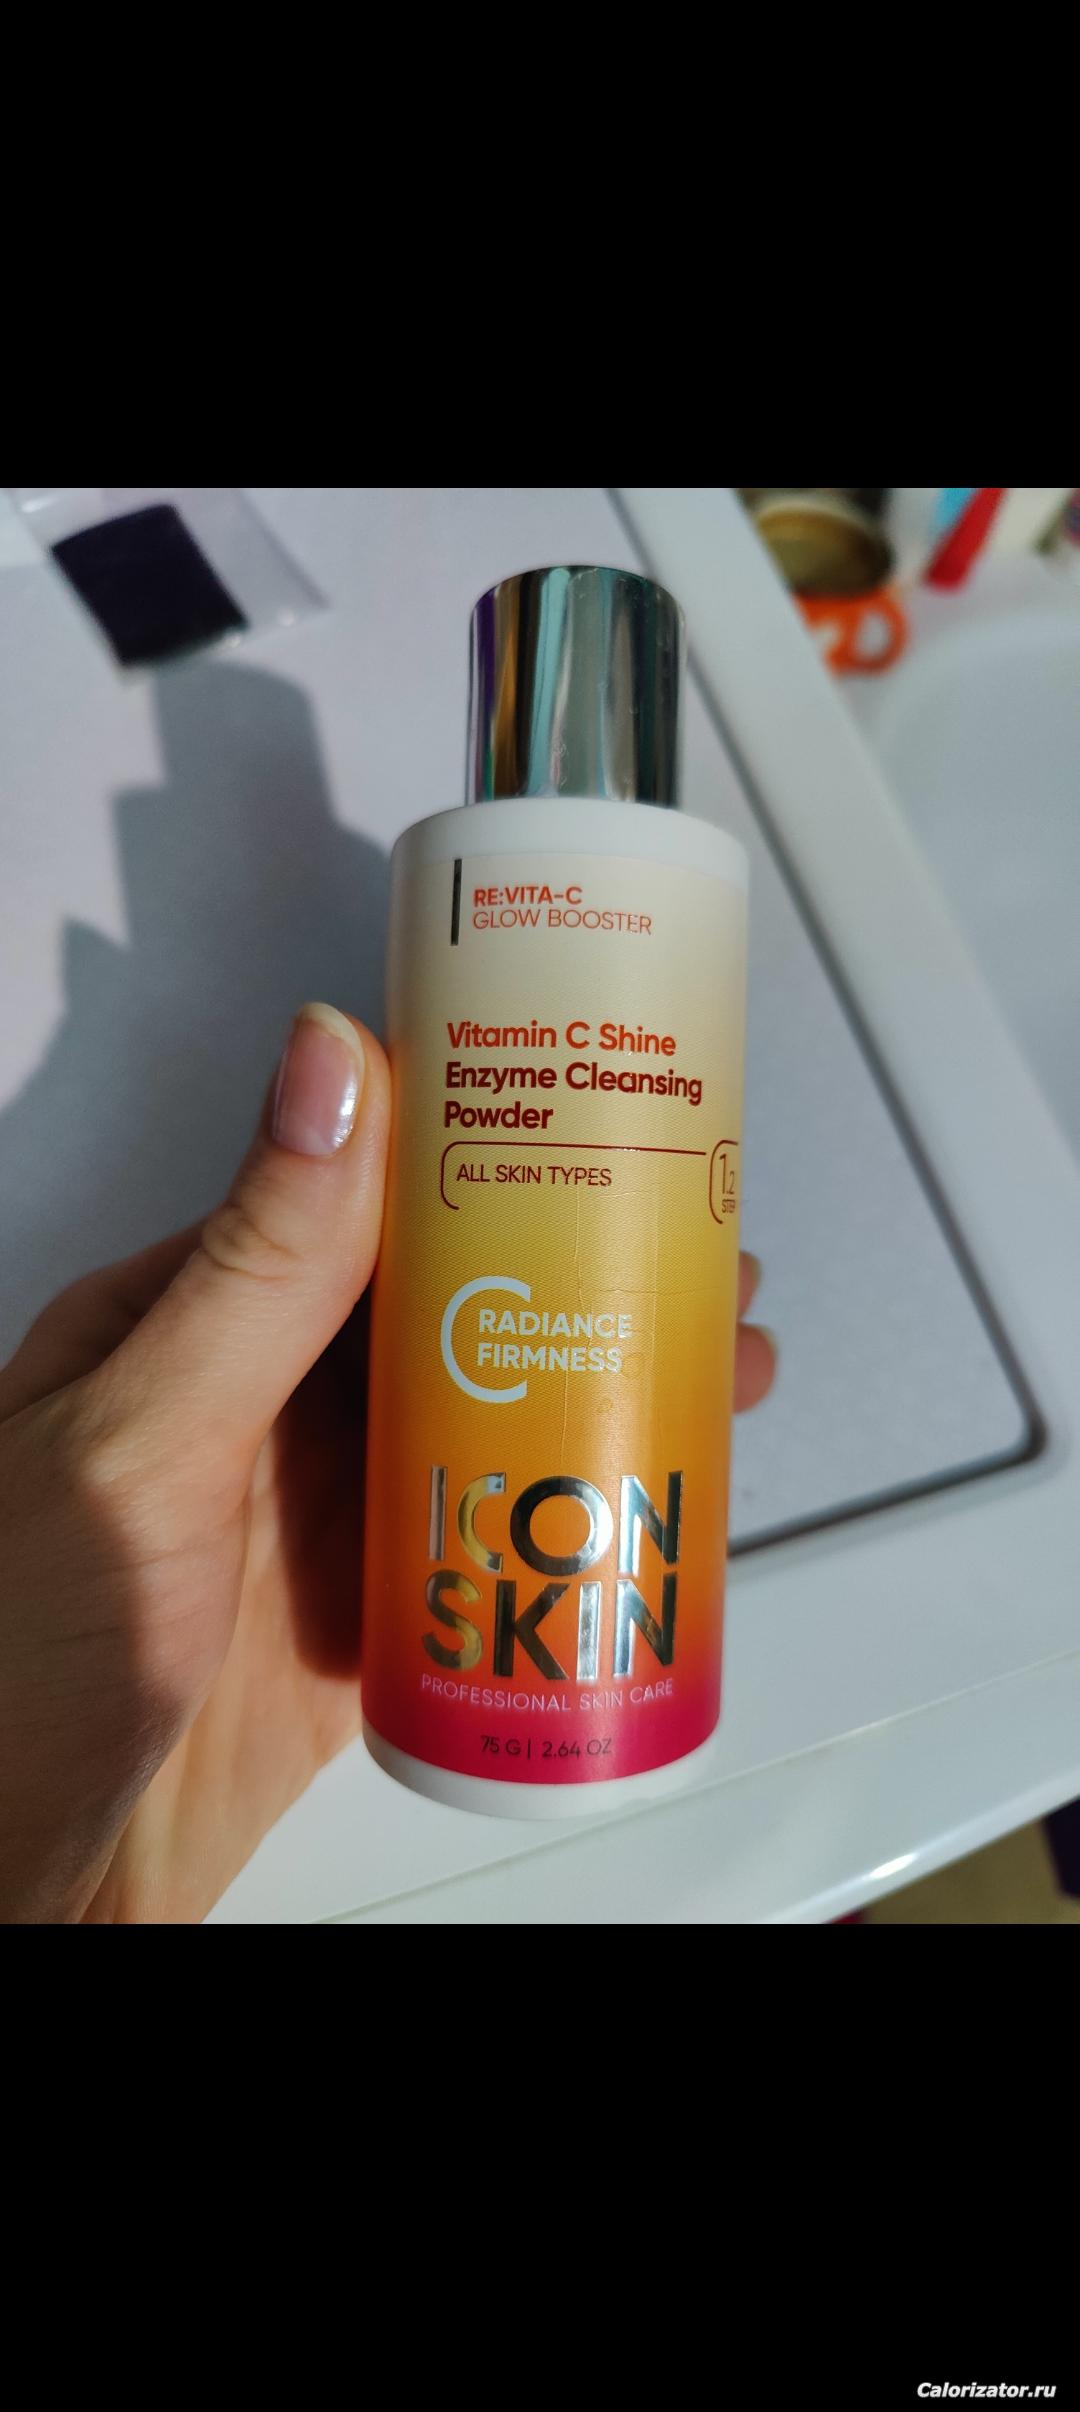 RE:VITA-C
GLOW BOOSTER
Vitamin C Shine
Enzyme Cleansing
Powder
ALL SKIN TYPES
1.2
STEP
C
RADIANCE
FIRMNESS
ICON
SKIN
PROFESSIONAL SKIN CARE
75 G | 2.64 OZ
Calorizator.ru